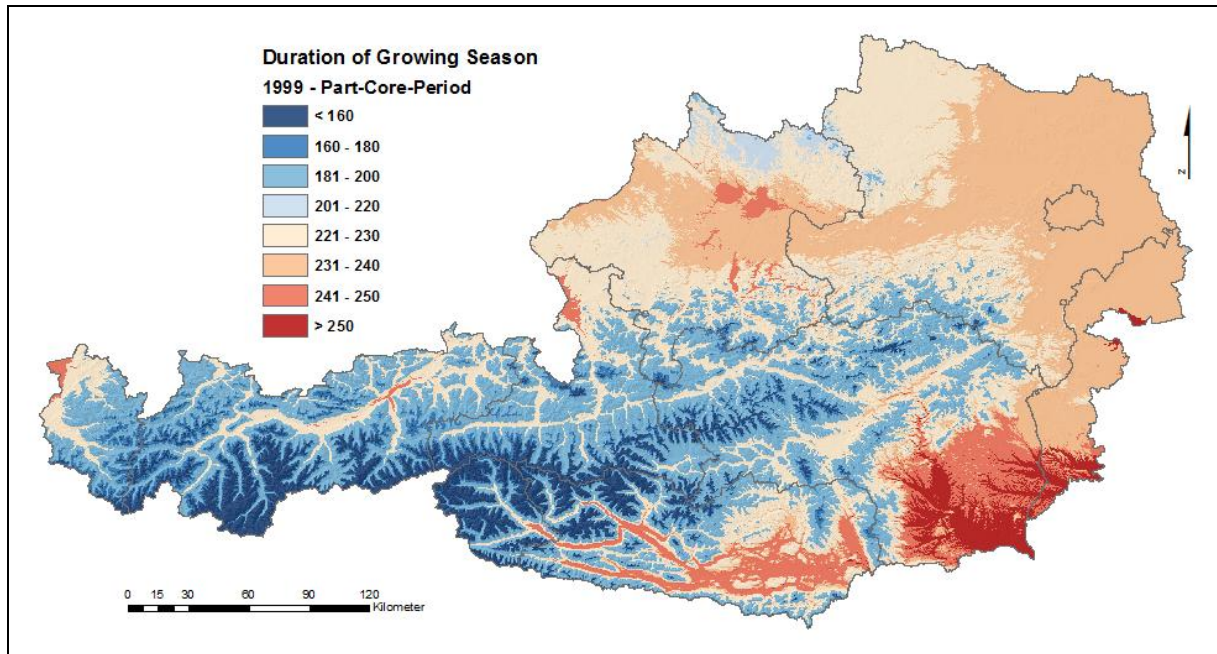 Duration of Growing Season
1999 - Part-Core-Period
< 160
160 - 180
181 - 200
201 - 220
221 - 230
231 - 240
241 - 250
> 250
N
0 15 30 60 90 120
Kilometer